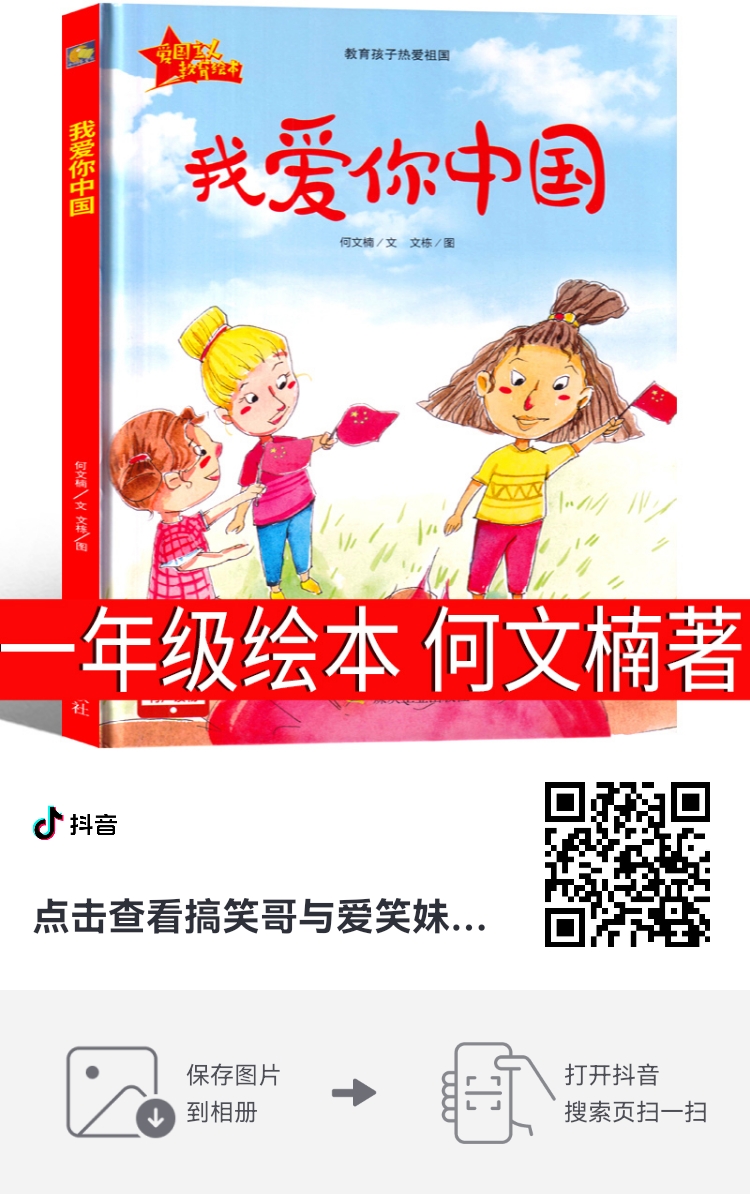 爱国主义
教育绘本
教育孩子热爱祖国
我爱你中国
何文楠／文 文栋／图
我爱你中国
何文楠／文 文栋／图
一年级绘本 何文楠著
社
抖音
点击查看搞笑哥与爱笑妹...
保存图片
到相册
打开抖音
搜索页扫一扫